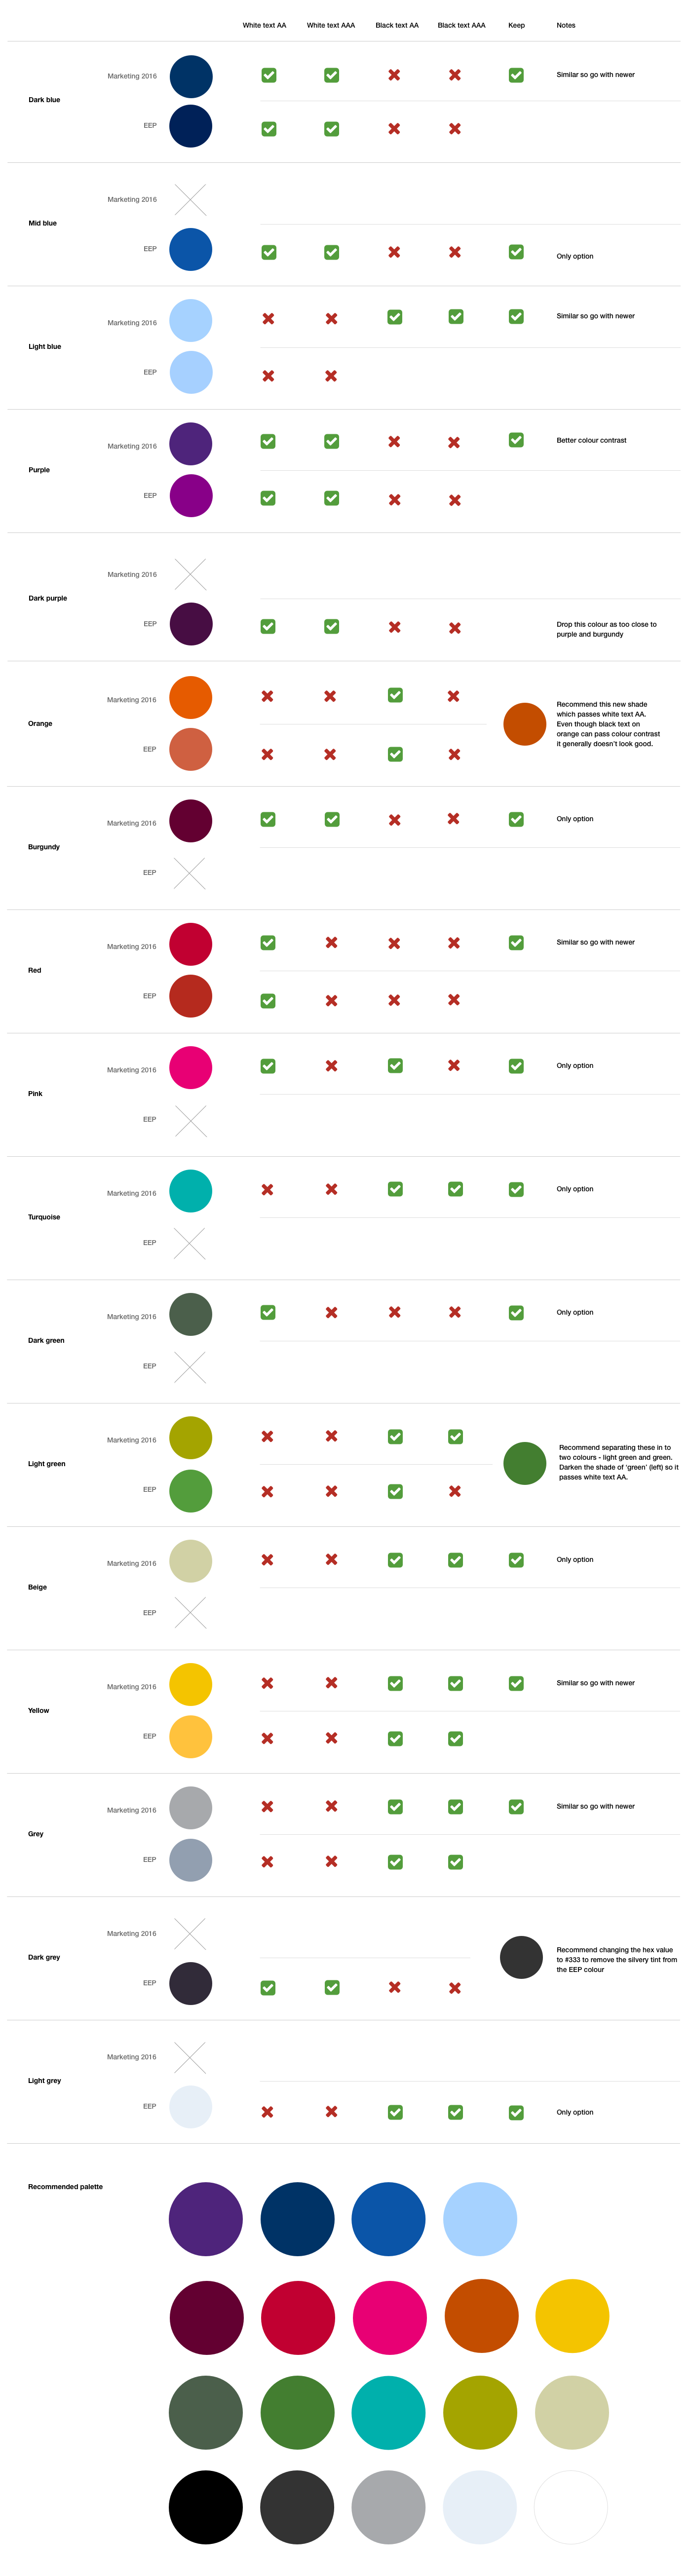 White text AA White text AAA Black text AA Black text AAA Keep Notes
Dark blue
Marketing 2016
Similar so go with newer
EEP
Mid blue
Marketing 2016
EEP
Only option
Light blue
Marketing 2016
Similar so go with newer
EEP
Purple
Marketing 2016
Better colour contrast
EEP
Dark purple
Marketing 2016
EEP
Drop this colour as too close to
purple and burgundy
Orange
Marketing 2016
EEP
Recommend this new shade
which passes white text AA.
Even though black text on
orange can pass colour contrast
it generally doesn't look good.
Burgundy
Marketing 2016
Only option
EEP
Red
Marketing 2016
Similar so go with newer
EEP
Pink
Marketing 2016
Only option
EEP
Turquoise
Marketing 2016
Only option
EEP
Dark green
Marketing 2016
Only option
EEP
Light green
Marketing 2016
EEP
Recommend separating these in to
two colours - light green and green.
Darken the shade of 'green' (left) so it
passes white text AA.
Beige
Marketing 2016
Only option
EEP
Yellow
Marketing 2016
Similar so go with newer
EEP
Grey
Marketing 2016
Similar so go with newer
EEP
Dark grey
Marketing 2016
EEP
Recommend changing the hex value
to #333 to remove the silvery tint from
the EEP colour
Light grey
Marketing 2016
EEP
Only option
Recommended palette